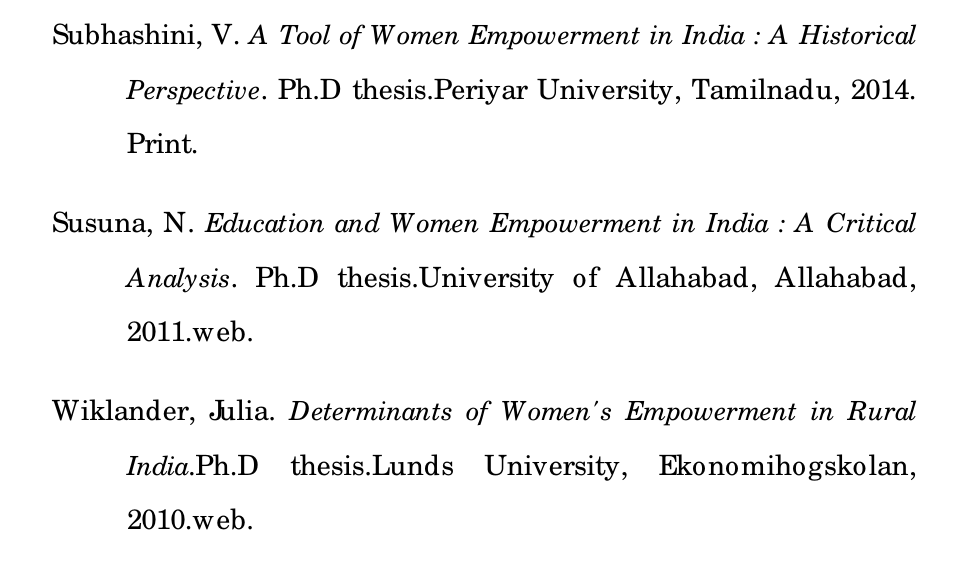 Subhashini, V. A Tool of Women Empowerment in India : A Historical
Perspective. Ph.D thesis.Periyar University, Tamilnadu, 2014.
Print.
Susuna, N. Education and Women Empowerment in India : A Critical
Analysis. Ph.D thesis.University of Allahabad, Allahabad,
2011.web.
Wiklander, Julia. Determinants of Women's Empowerment in Rural
India.Ph.D thesis.Lunds University, Ekonomihogskolan,
2010.web.